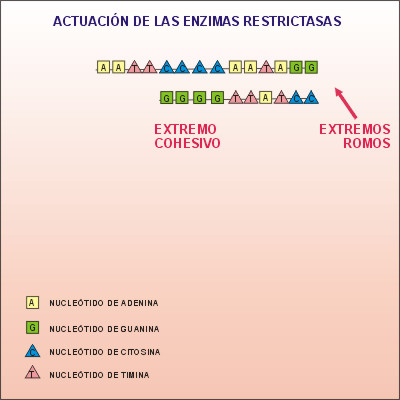 ACTUACIÓN DE LAS ENZIMAS RESTRICTASAS
A A T T C C C C A A T A G G
G G G G T T A T C C
EXTREMO
COHESIVO
EXTREMOS
ROMOS
A NUCLEÓTIDO DE ADENINA
G NUCLEÓTIDO DE GUANINA
C NUCLEÓTIDO DE CITOSINA
T NUCLEÓTIDO DE TIMINA